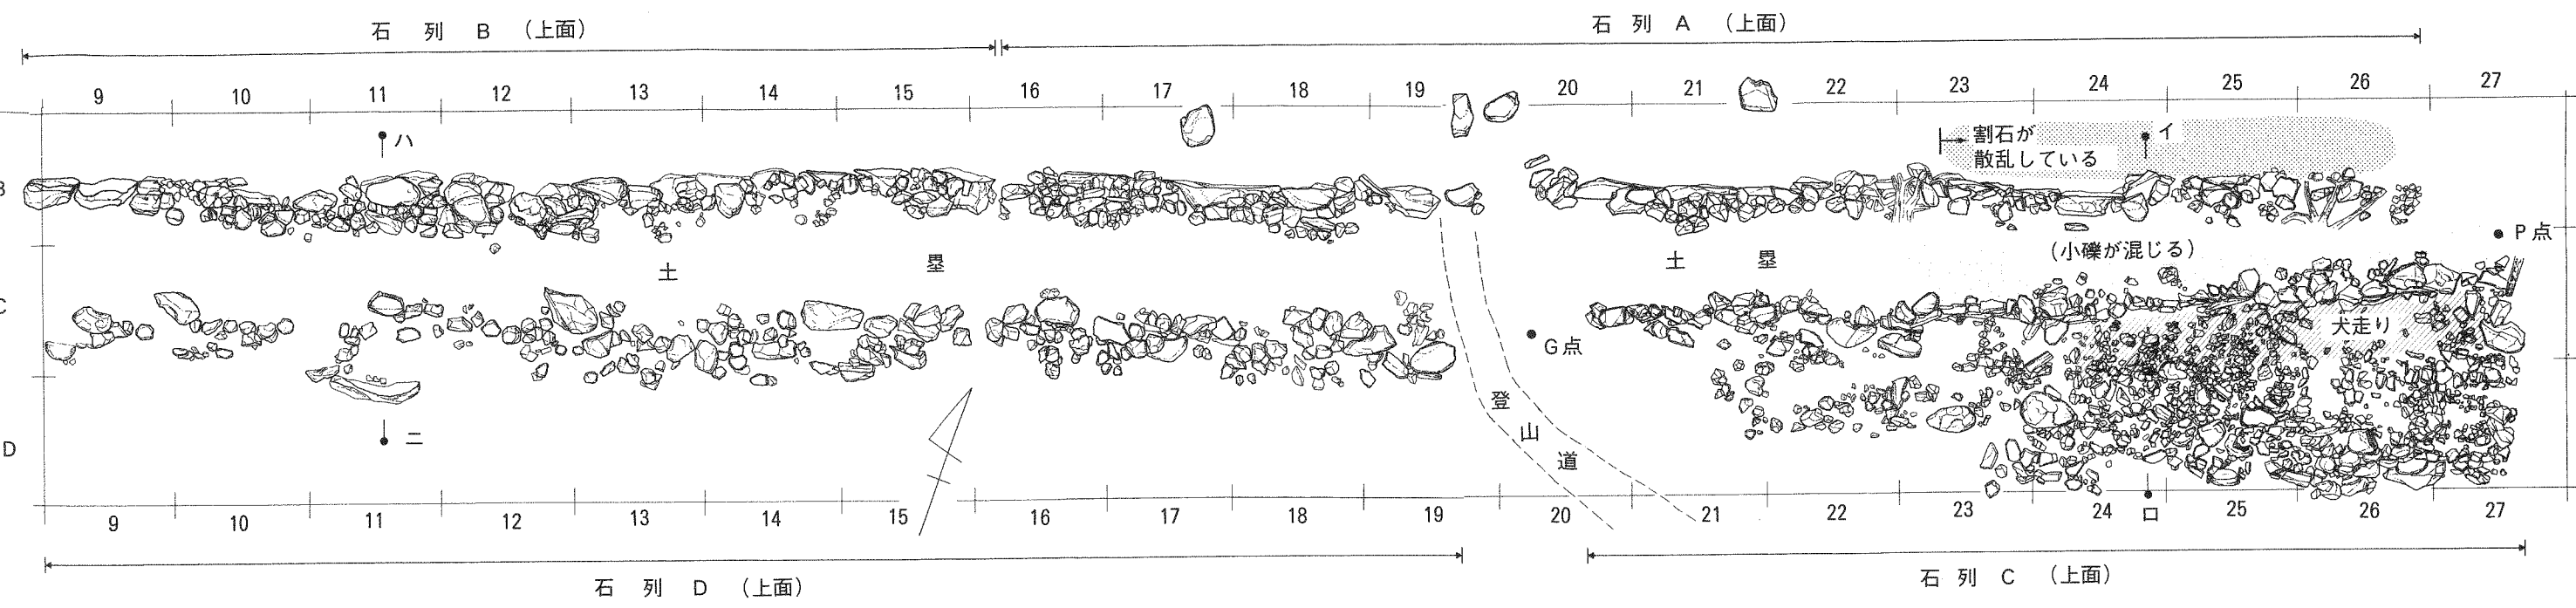 石列B (上面)
石列A (上面)
9 10 11 12 13 14 15 16 17 18 19 20 21 22 23 24 25 26 27
ハ
割石が
散乱している
イ
B
P点
(小礫が混じる)
土塁
土塁
C
犬走り
G点
登山道
ニ
D
9 10 11 12 13 14 15 16 17 18 19 20 21 22 23 24 25 26 27
ロ
石列D (上面)
石列C (上面)